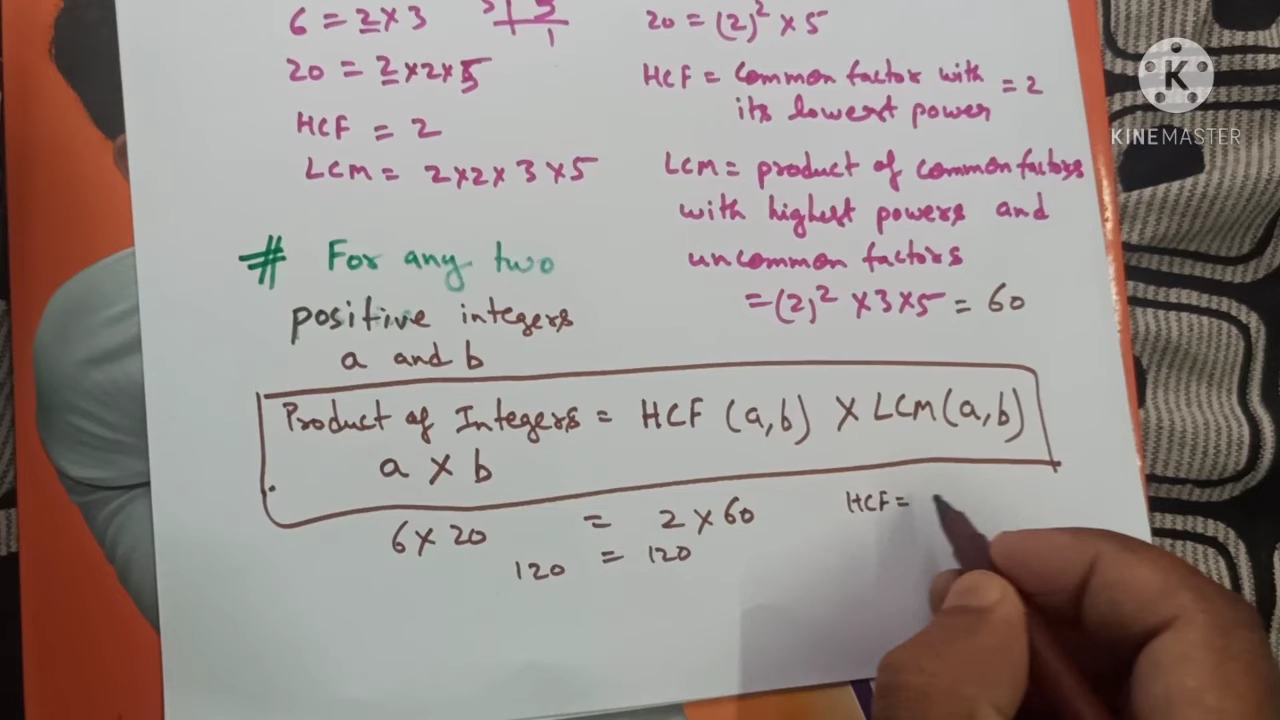 6 = 2 × 3
20 = 2 × 2 × 5
HCF = 2
LCM = 2 × 2 × 3 × 5
20 = (2)² × 5
HCF = Common factor with its lowest power = 2
LCM = product of common factors
with highest powers and
uncommon factors
= (2)² × 3 × 5 = 60
# For any two
positive integers
a and b
Product of Integers = HCF (a,b) × LCM (a,b)
a × b
6 × 20 = 2 × 60
120 = 120
HCF =
K
KINEMASTER